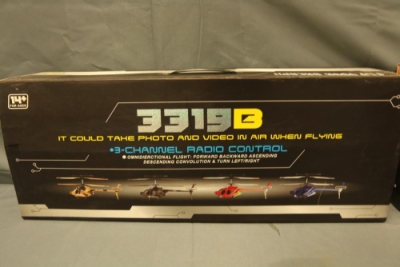 14+
3319B
IT COULD TAKE PHOTO AND VIDEO IN AIR WHEN FLYING
•3-CHANNEL RADIO CONTROL
• OMNIDIRECTIONAL FLIGHT: FORWARD BACKWARD ASCENDING
DESCENDING CONVOLUTION & TURN LEFT/RIGHT